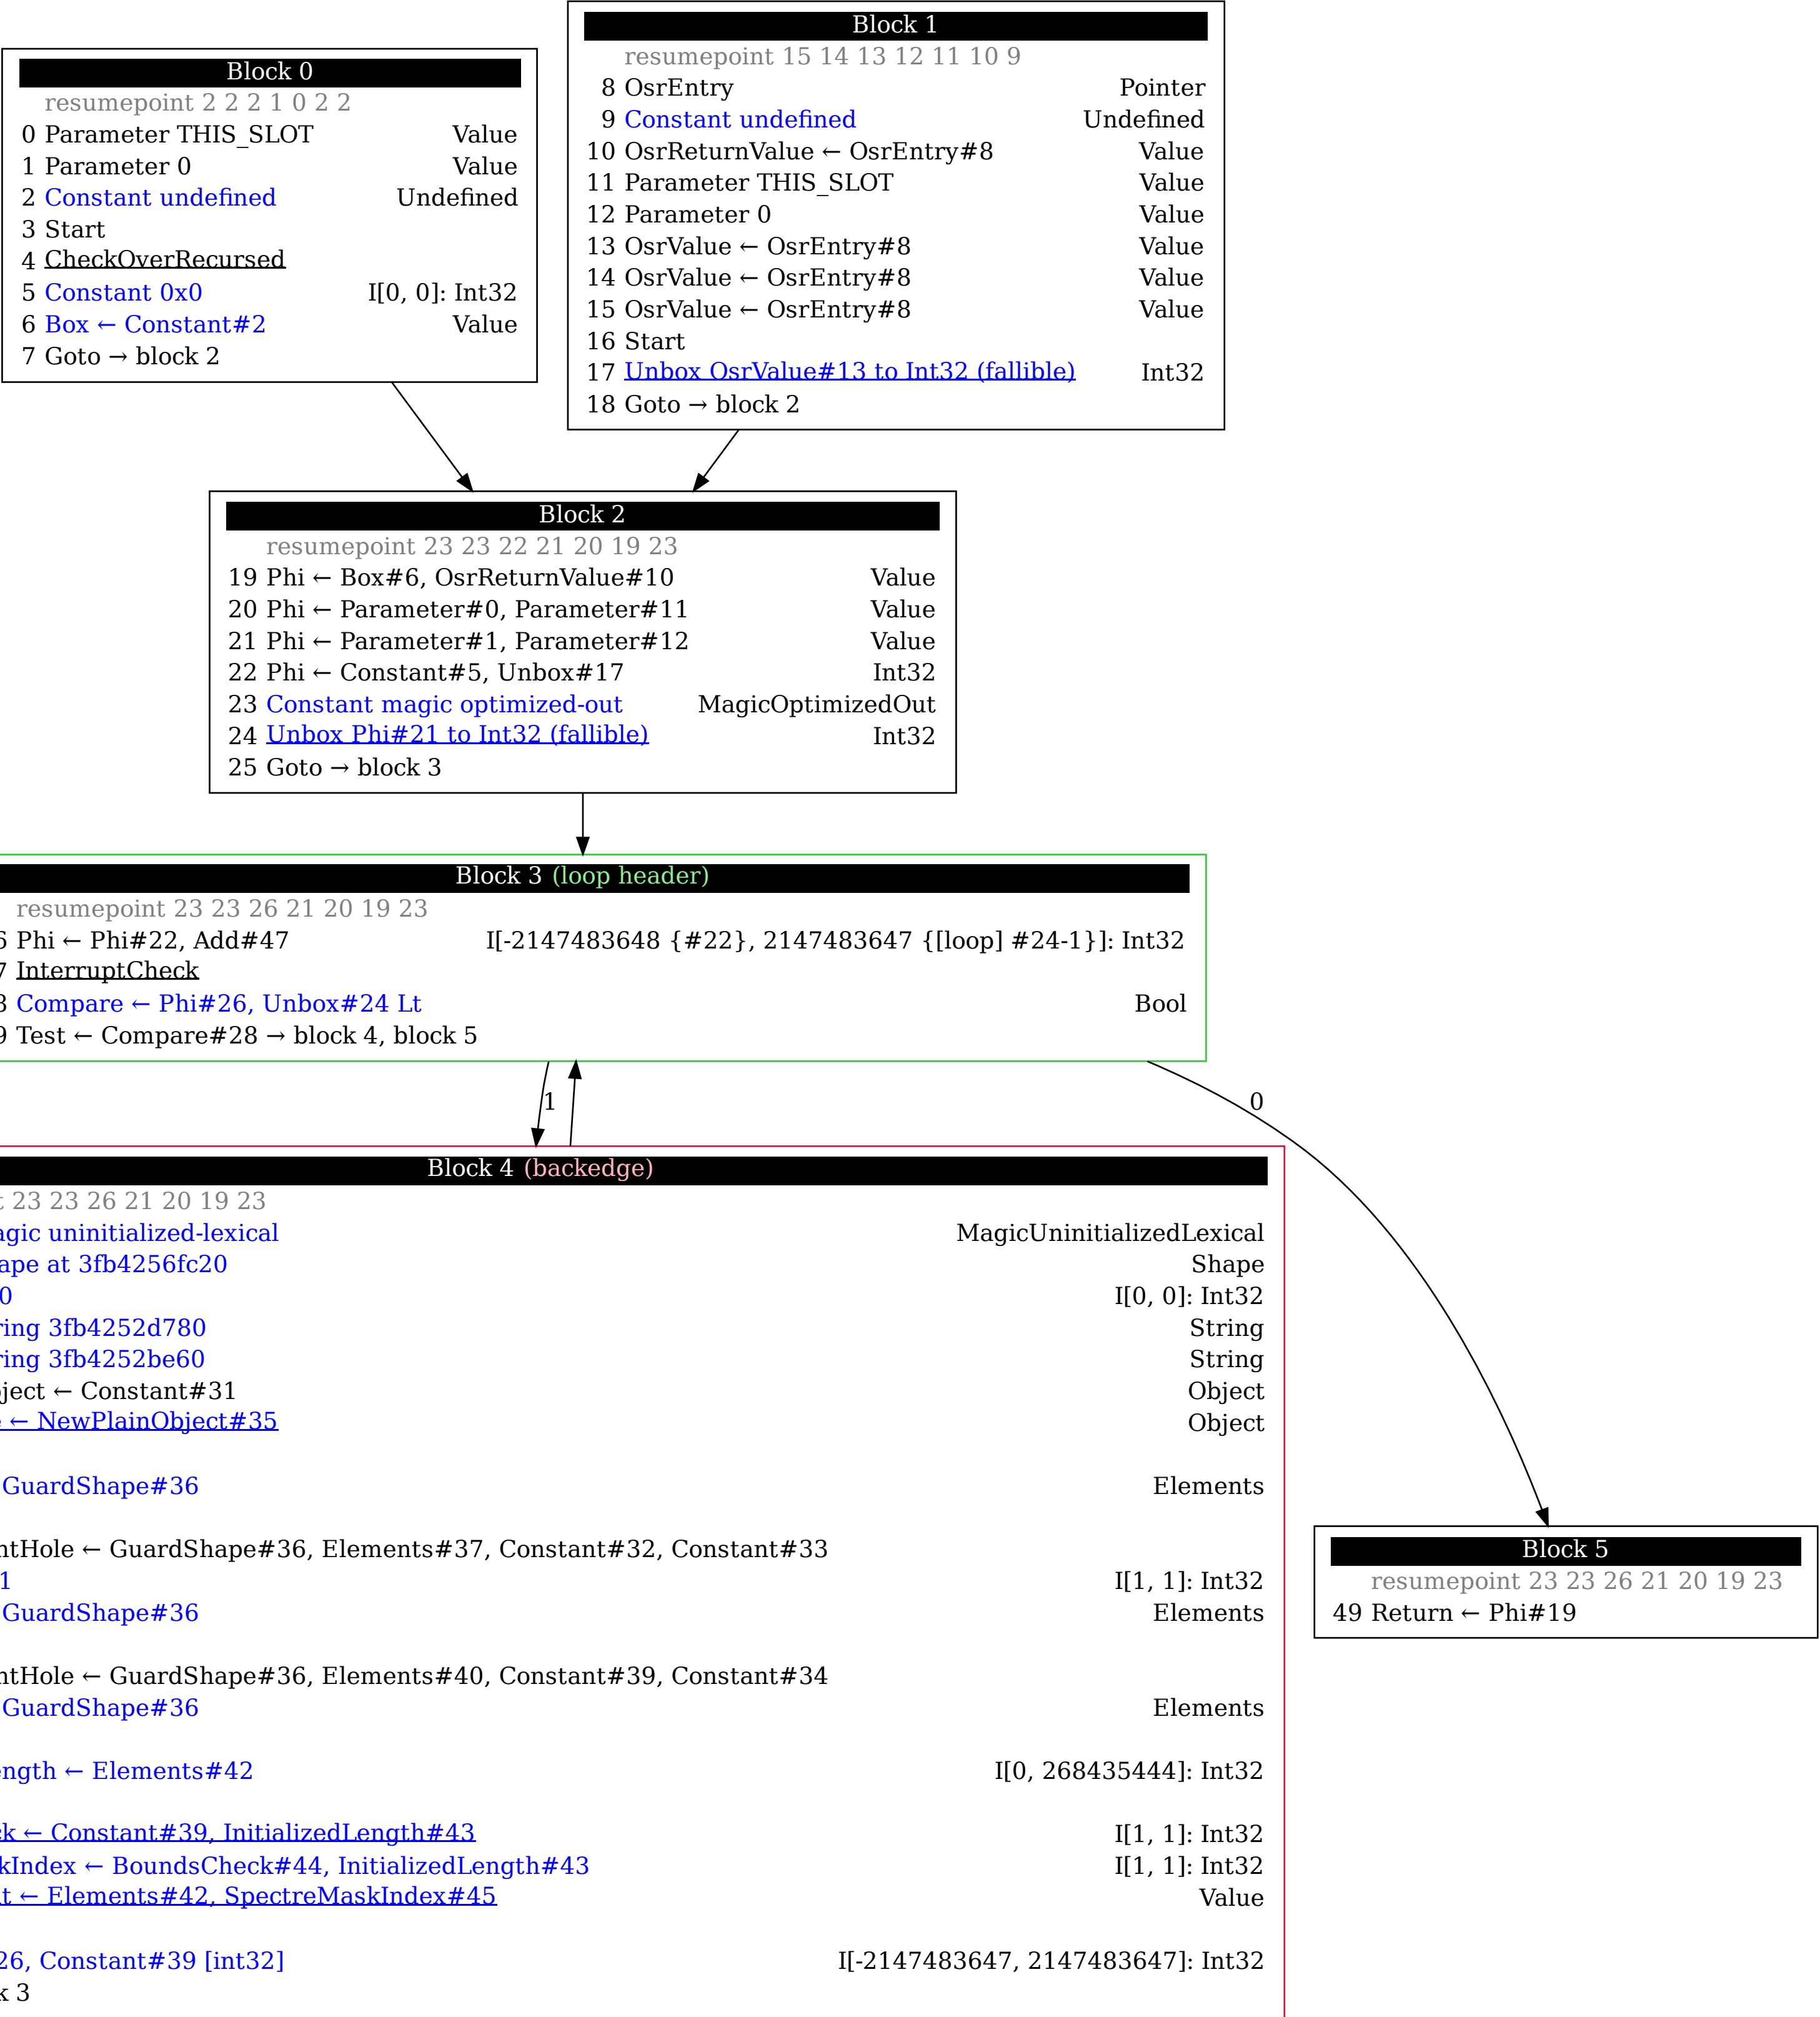 Block 0
resumepoint 2 2 2 1 0 2 2
0 Parameter THIS_SLOT Value
1 Parameter 0 Value
2 Constant undefined Undefined
3 Start
4 CheckOverRecursed
5 Constant 0x0 I[0, 0]: Int32
6 Box ← Constant#2 Value
7 Goto → block 2
Block 1
resumepoint 15 14 13 12 11 10 9
8 OsrEntry Pointer
9 Constant undefined Undefined
10 OsrReturnValue ← OsrEntry#8 Value
11 Parameter THIS_SLOT Value
12 Parameter 0 Value
13 OsrValue ← OsrEntry#8 Value
14 OsrValue ← OsrEntry#8 Value
15 OsrValue ← OsrEntry#8 Value
16 Start
17 Unbox OsrValue#13 to Int32 (fallible) Int32
18 Goto → block 2
Block 2
resumepoint 23 23 22 21 20 19 23
19 Phi ← Box#6, OsrReturnValue#10 Value
20 Phi ← Parameter#0, Parameter#11 Value
21 Phi ← Parameter#1, Parameter#12 Value
22 Phi ← Constant#5, Unbox#17 Int32
23 Constant magic optimized-out MagicOptimizedOut
24 Unbox Phi#21 to Int32 (fallible) Int32
25 Goto → block 3
Block 3 (loop header)
resumepoint 23 23 26 21 20 19 23
6 Phi ← Phi#22, Add#47 I[-2147483648 {#22}, 2147483647 {[loop] #24-1}]: Int32
7 InterruptCheck
8 Compare ← Phi#26, Unbox#24 Lt Bool
9 Test ← Compare#28 → block 4, block 5
1
0
Block 4 (backedge)
t 23 23 26 21 20 19 23
agic uninitialized-lexical MagicUninitializedLexical
ape at 3fb4256fc20 Shape
0 I[0, 0]: Int32
ring 3fb4252d780 String
ring 3fb4252be60 String
ject ← Constant#31 Object
e ← NewPlainObject#35 Object
GuardShape#36 Elements
ntHole ← GuardShape#36, Elements#37, Constant#32, Constant#33
1 I[1, 1]: Int32
GuardShape#36 Elements
ntHole ← GuardShape#36, Elements#40, Constant#39, Constant#34
GuardShape#36 Elements
ength ← Elements#42 I[0, 268435444]: Int32
ck ← Constant#39, InitializedLength#43 I[1, 1]: Int32
kIndex ← BoundsCheck#44, InitializedLength#43 I[1, 1]: Int32
nt ← Elements#42, SpectreMaskIndex#45 Value
26, Constant#39 [int32] I[-2147483647, 2147483647]: Int32
k 3
Block 5
resumepoint 23 23 26 21 20 19 23
49 Return ← Phi#19